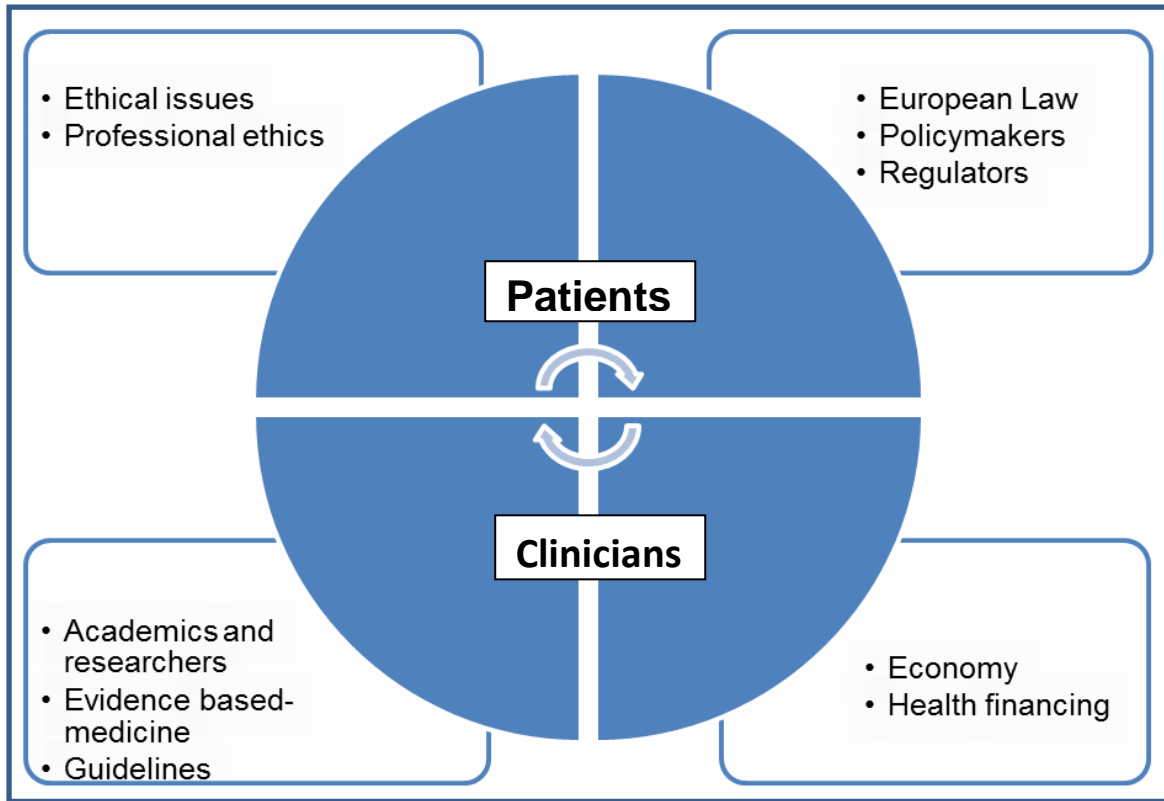 • Ethical issues
• Professional ethics
• European Law
• Policymakers
• Regulators
Patients
Clinicians
• Academics and
researchers
• Evidence based-
medicine
• Guidelines
• Economy
• Health financing